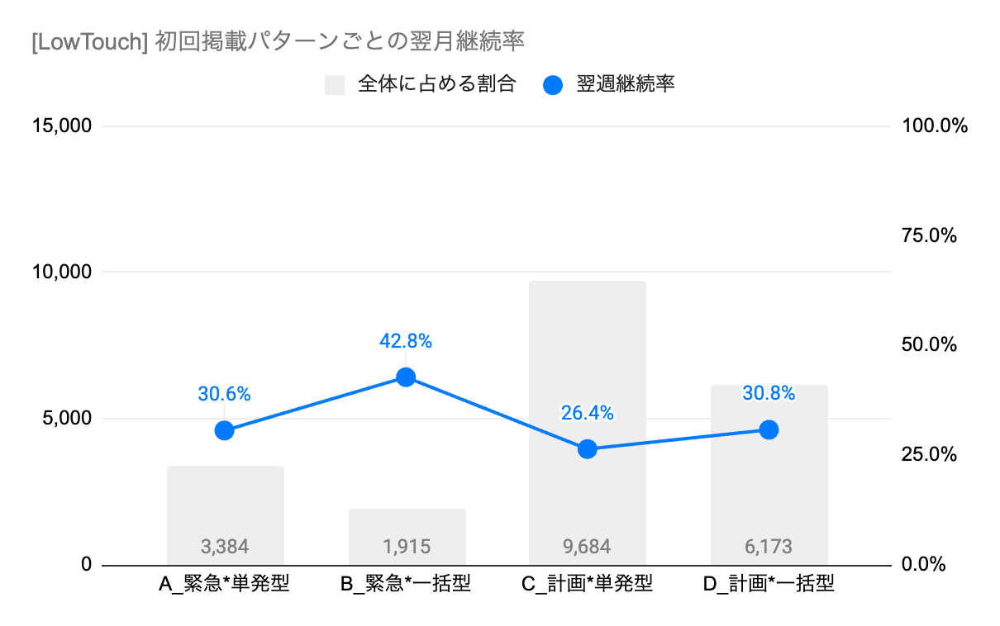 [LowTouch] 初回掲載パターンごとの翌月継続率
全体に占める割合 翌週継続率
15,000 100.0%
75.0%
10,000
50.0%
42.8%
30.6% 26.4% 30.8%
5,000
25.0%
3,384 1,915 9,684 6,173
0 0.0%
A_緊急*単発型 B_緊急*一括型 C_計画*単発型 D_計画*一括型